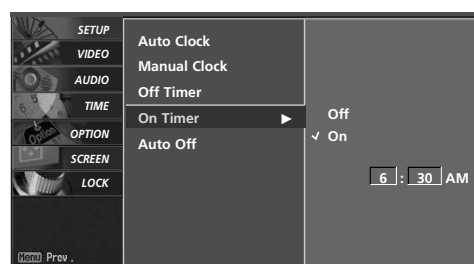 SETUP
VIDEO
AUDIO
TIME
OPTION
SCREEN
LOCK
Menu Prev.
Auto Clock
Manual Clock
Off Timer
On Timer ►
Auto Off
Off
✓ On
6 : 30 AM